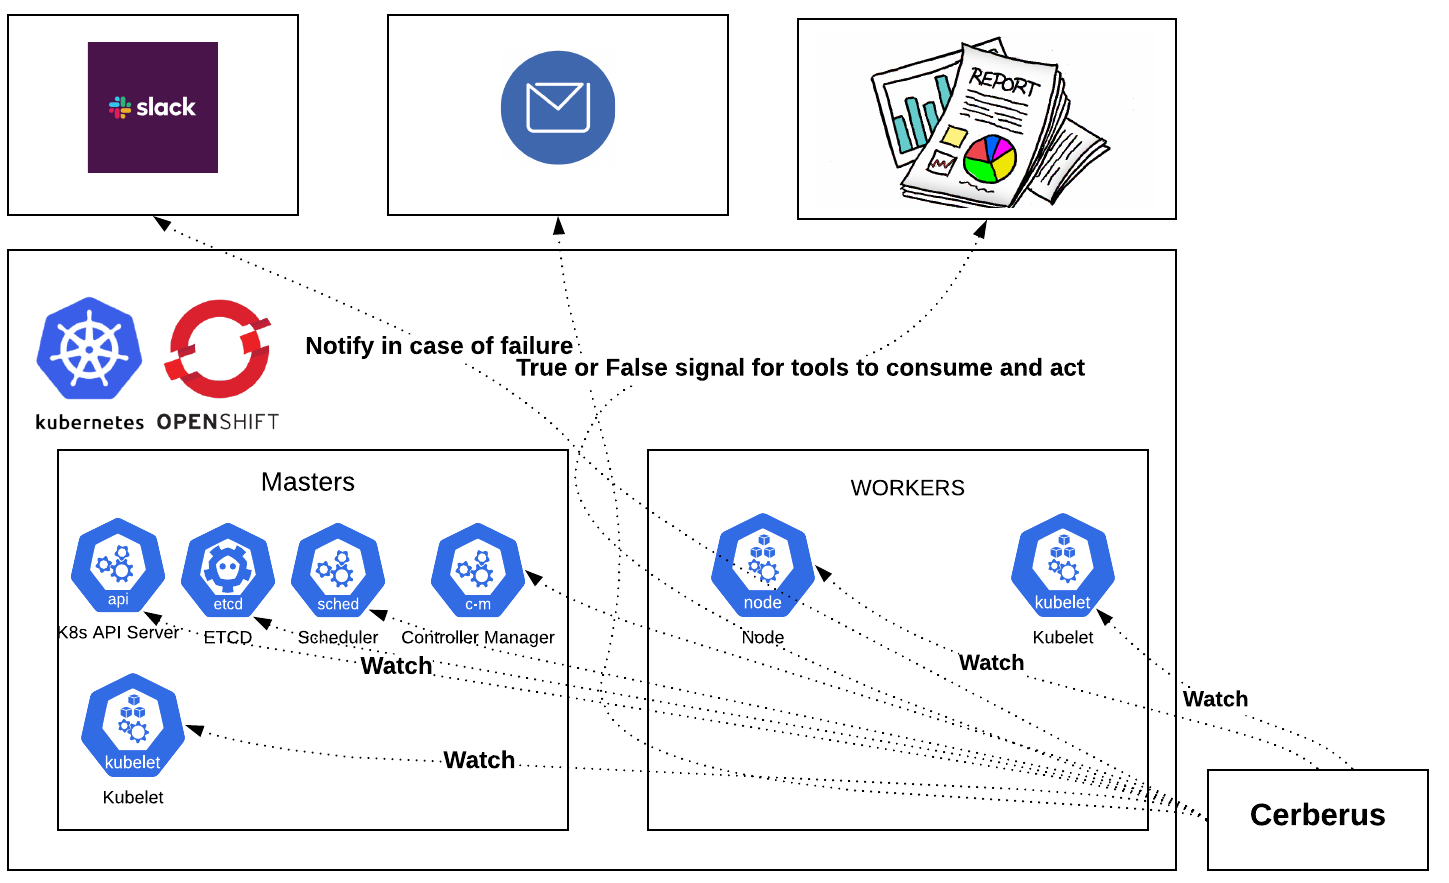 slack
REPORT
Notify in case of failure
True or False signal for tools to consume and act
kubernetes
OPENSHIFT
Masters
WORKERS
api
etcd
sched
c-m
node
kubelet
K8s API Server
ETCD
Scheduler
Controller Manager
Node
Kubelet
Watch
Watch
Watch
kubelet
Watch
Kubelet
Cerberus